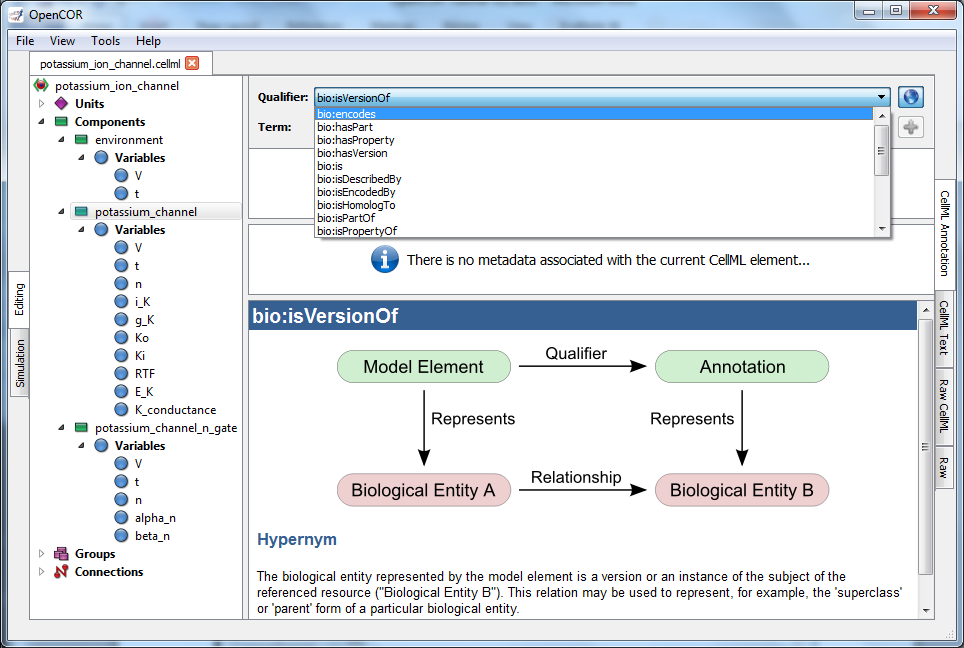 OpenCOR
File View Tools Help
potassium_ion_channel.cellml
potassium_ion_channel
Units
Components
environment
Variables
V
t
potassium_channel
Variables
V
t
n
i_K
g_K
Ko
Ki
RTF
E_K
K_conductance
potassium_channel_n_gate
Variables
V
t
n
alpha_n
beta_n
Groups
Connections
Editing
Simulation
Qualifier: bio:isVersionOf
Term:
bio:encodes
bio:hasPart
bio:hasProperty
bio:hasVersion
bio:is
bio:isDescribedBy
bio:isEncodedBy
bio:isHomologTo
bio:isPartOf
bio:isPropertyOf
There is no metadata associated with the current CellML element...
bio:isVersionOf
Model Element
Qualifier
Annotation
Represents
Represents
Biological Entity A
Relationship
Biological Entity B
Hypernym
The biological entity represented by the model element is a version or an instance of the subject of the
referenced resource ("Biological Entity B"). This relation may be used to represent, for example, the 'superclass'
or 'parent' form of a particular biological entity.
CellML Annotation
CellML Text
Raw CellML
Raw